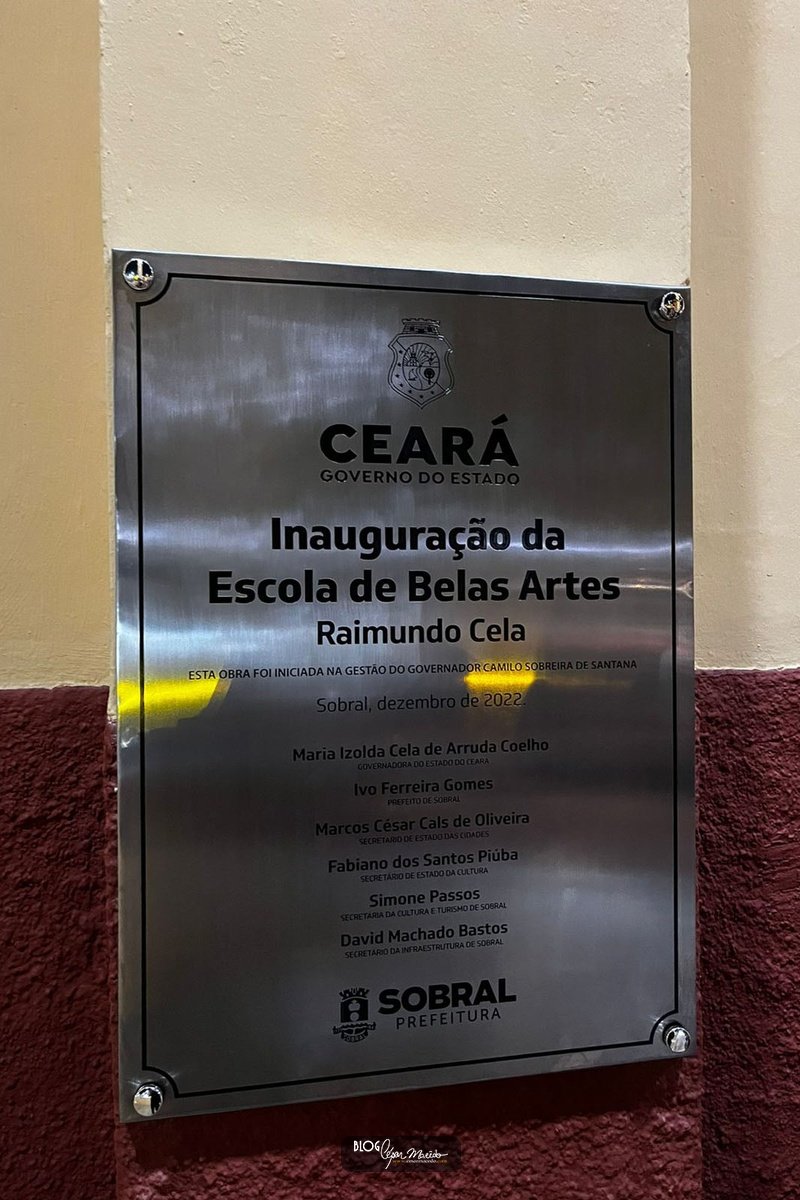 CEARÁ
GOVERNO DO ESTADO
Inauguração da
Escola de Belas Artes
Raimundo Cela
ESTA OBRA FOI INICIADA NA GESTÃO DO GOVERNADOR CAMILO SOBREIRA DE SANTANA
Sobral, dezembro de 2022.
Maria Izolda Cela de Arruda Coelho
GOVERNADORA DO ESTADO DO CEARÁ
Ivo Ferreira Gomes
PREFEITO DE SOBRAL
Marcos César Cals de Oliveira
SECRETÁRIO DE ESTADO DAS CIDADES
Fabiano dos Santos Piúba
SECRETÁRIO DE ESTADO DA CULTURA
Simone Passos
SECRETÁRIA DA CULTURA E TURISMO DE SOBRAL
David Machado Bastos
SECRETÁRIO DA INFRAESTRUTURA DE SOBRAL
SOBRAL
PREFEITURA
BLOG César Macêdo